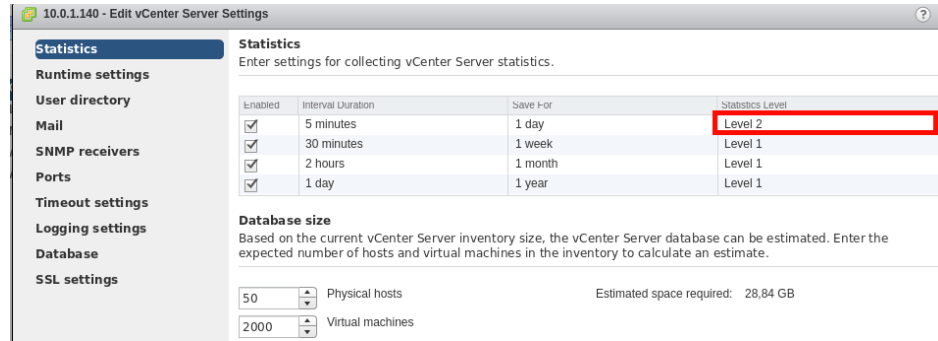 10.0.1.140 - Edit vCenter Server Settings
?
Statistics
Runtime settings
User directory
Mail
SNMP receivers
Ports
Timeout settings
Logging settings
Database
SSL settings
Statistics
Enter settings for collecting vCenter Server statistics.
Enabled Interval Duration Save For Statistics Level
5 minutes 1 day Level 2
30 minutes 1 week Level 1
2 hours 1 month Level 1
1 day 1 year Level 1
Database size
Based on the current vCenter Server inventory size, the vCenter Server database can be estimated. Enter the
expected number of hosts and virtual machines in the inventory to calculate an estimate.
50 Physical hosts Estimated space required: 28,84 GB
2000 Virtual machines